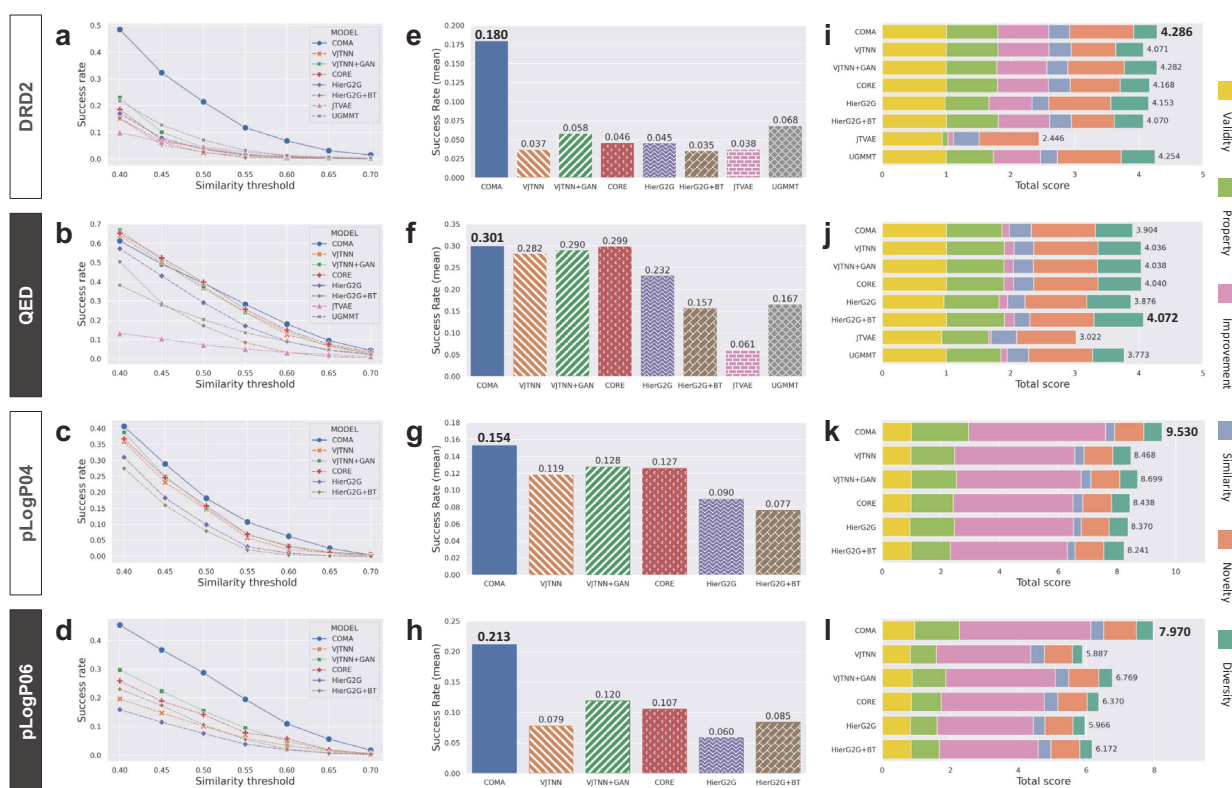 DRD2
a
0.5
0.4
0.3
0.2
0.1
0.0
Success rate
0.40 0.45 0.50 0.55 0.60 0.65 0.70
Similarity threshold
MODEL
COMA
VJTNN
VJTNN+GAN
CORE
HierG2G
HierG2G+BT
JTVAE
UGMMT
e
0.200
0.175
0.150
0.125
0.100
0.075
0.050
0.025
0.000
Success Rate (mean)
0.180
0.037
0.058
0.046
0.045
0.035
0.038
0.068
COMA VJTNN VJTNN+GAN CORE HierG2G HierG2G+BT JTVAE UGMMT
i
COMA 4.286
VJTNN 4.071
VJTNN+GAN 4.282
CORE 4.168
HierG2G 4.153
HierG2G+BT 4.070
JTVAE 2.446
UGMMT 4.254
0 1 2 3 4 5
Total score
QED
b
0.7
0.6
0.5
0.4
0.3
0.2
0.1
0.0
Success rate
0.40 0.45 0.50 0.55 0.60 0.65 0.70
Similarity threshold
MODEL
COMA
VJTNN
VJTNN+GAN
CORE
HierG2G
HierG2G+BT
JTVAE
UGMMT
f
0.35
0.30
0.25
0.20
0.15
0.10
0.05
0.00
Success Rate (mean)
0.301
0.282
0.290
0.299
0.232
0.157
0.061
0.167
COMA VJTNN VJTNN+GAN CORE HierG2G HierG2G+BT JTVAE UGMMT
j
COMA 3.904
VJTNN 4.036
VJTNN+GAN 4.038
CORE 4.040
HierG2G 3.876
HierG2G+BT 4.072
JTVAE 3.022
UGMMT 3.773
0 1 2 3 4 5
Total score
pLogP04
c
0.40
0.35
0.30
0.25
0.20
0.15
0.10
0.05
0.00
Success rate
0.40 0.45 0.50 0.55 0.60 0.65 0.70
Similarity threshold
MODEL
COMA
VJTNN
VJTNN+GAN
CORE
HierG2G
HierG2G+BT
g
0.18
0.16
0.14
0.12
0.10
0.08
0.06
0.04
0.02
0.00
Success Rate (mean)
0.154
0.119
0.128
0.127
0.090
0.077
COMA VJTNN VJTNN+GAN CORE HierG2G HierG2G+BT
k
COMA 9.530
VJTNN 8.468
VJTNN+GAN 8.699
CORE 8.438
HierG2G 8.370
HierG2G+BT 8.241
0 2 4 6 8 10
Total score
pLogP06
d
0.4
0.3
0.2
0.1
0.0
Success rate
0.40 0.45 0.50 0.55 0.60 0.65 0.70
Similarity threshold
MODEL
COMA
VJTNN
VJTNN+GAN
CORE
HierG2G
HierG2G+BT
h
0.25
0.20
0.15
0.10
0.05
0.00
Success Rate (mean)
0.213
0.079
0.120
0.107
0.060
0.085
COMA VJTNN VJTNN+GAN CORE HierG2G HierG2G+BT
l
COMA 7.970
VJTNN 5.887
VJTNN+GAN 6.769
CORE 6.370
HierG2G 5.966
HierG2G+BT 6.172
0 2 4 6 8
Total score
Validity
Property
Improvement
Similarity
Novelty
Diversity